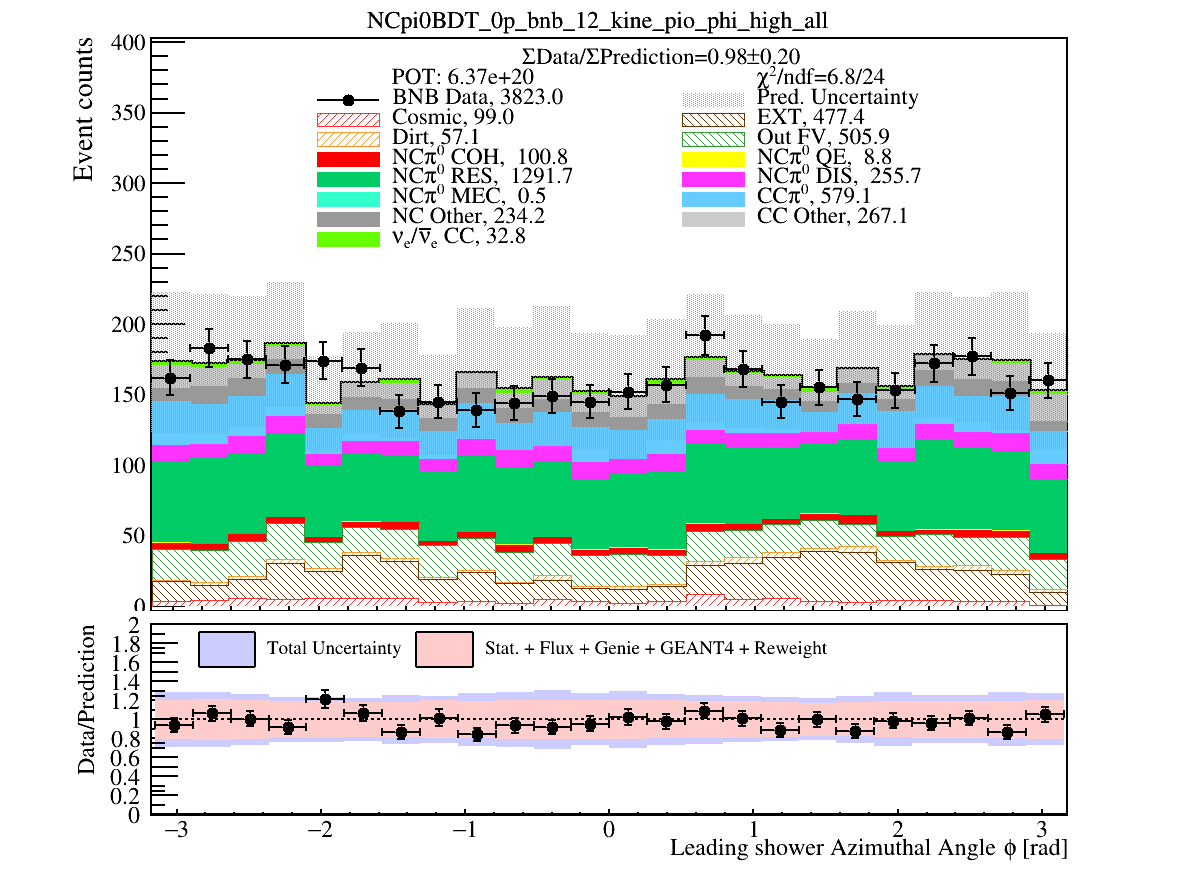 NCpi0BDT_0p_bnb_12_kine_pio_phi_high_all
ΣData/ΣPrediction=0.98±0.20
POT: 6.37e+20
χ²/ndf=6.8/24
BNB Data, 3823.0
Pred. Uncertainty
Cosmic, 99.0
EXT, 477.4
Dirt, 57.1
Out FV, 505.9
NCπ⁰ COH, 100.8
NCπ⁰ QE, 8.8
NCπ⁰ RES, 1291.7
NCπ⁰ DIS, 255.7
NCπ⁰ MEC, 0.5
CCπ⁰, 579.1
NC Other, 234.2
CC Other, 267.1
νₑ/ν̅ₑ CC, 32.8
Event counts
400
350
300
250
200
150
100
50
0
Total Uncertainty
Stat. + Flux + Genie + GEANT4 + Reweight
Data/Prediction
2
1.8
1.6
1.4
1.2
1
0.8
0.6
0.4
0.2
0
−3 −2 −1 0 1 2 3
Leading shower Azimuthal Angle ϕ [rad]